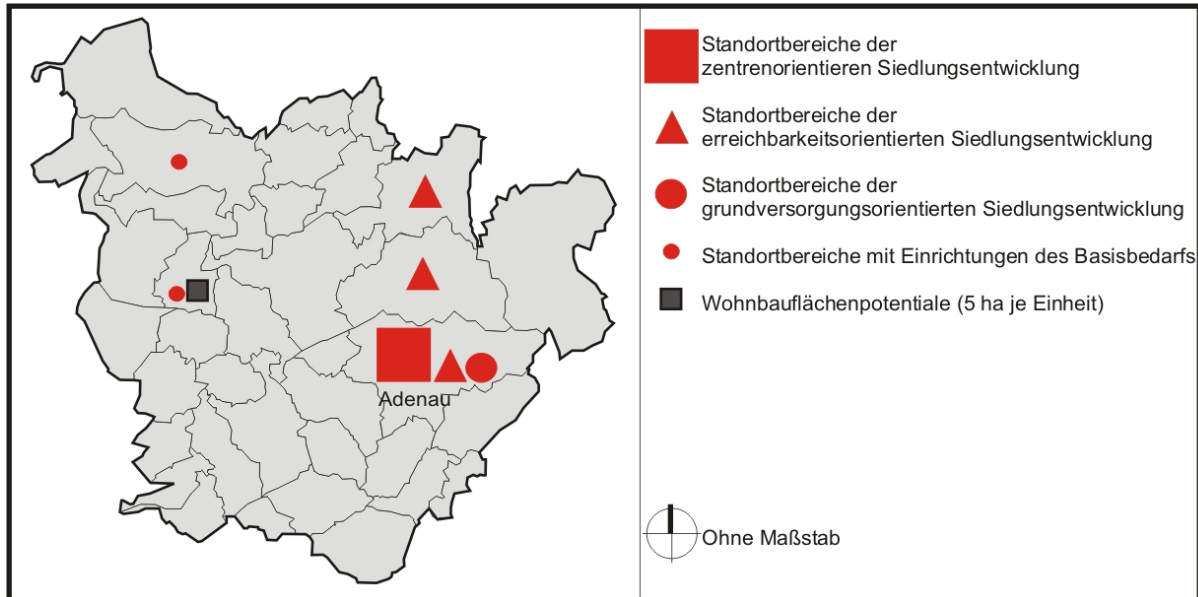 Adenau
Standortbereiche der
zentrenorientieren Siedlungsentwicklung
Standortbereiche der
erreichbarkeitsorientierten Siedlungsentwicklung
Standortbereiche der
grundversorgungsorientierten Siedlungsentwicklung
Standortbereiche mit Einrichtungen des Basisbedarfs
Wohnbauflächenpotentiale (5 ha je Einheit)
Ohne Maßstab